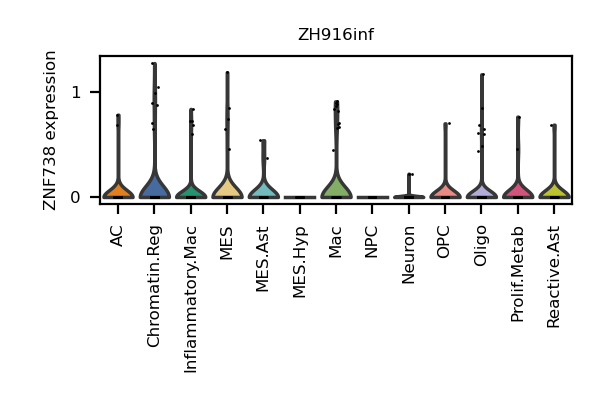 ZH916inf
ZNF738 expression
1
0
AC
Chromatin.Reg
Inflammatory.Mac
MES
MES.Ast
MES.Hyp
Mac
NPC
Neuron
OPC
Oligo
Prolif.Metab
Reactive.Ast